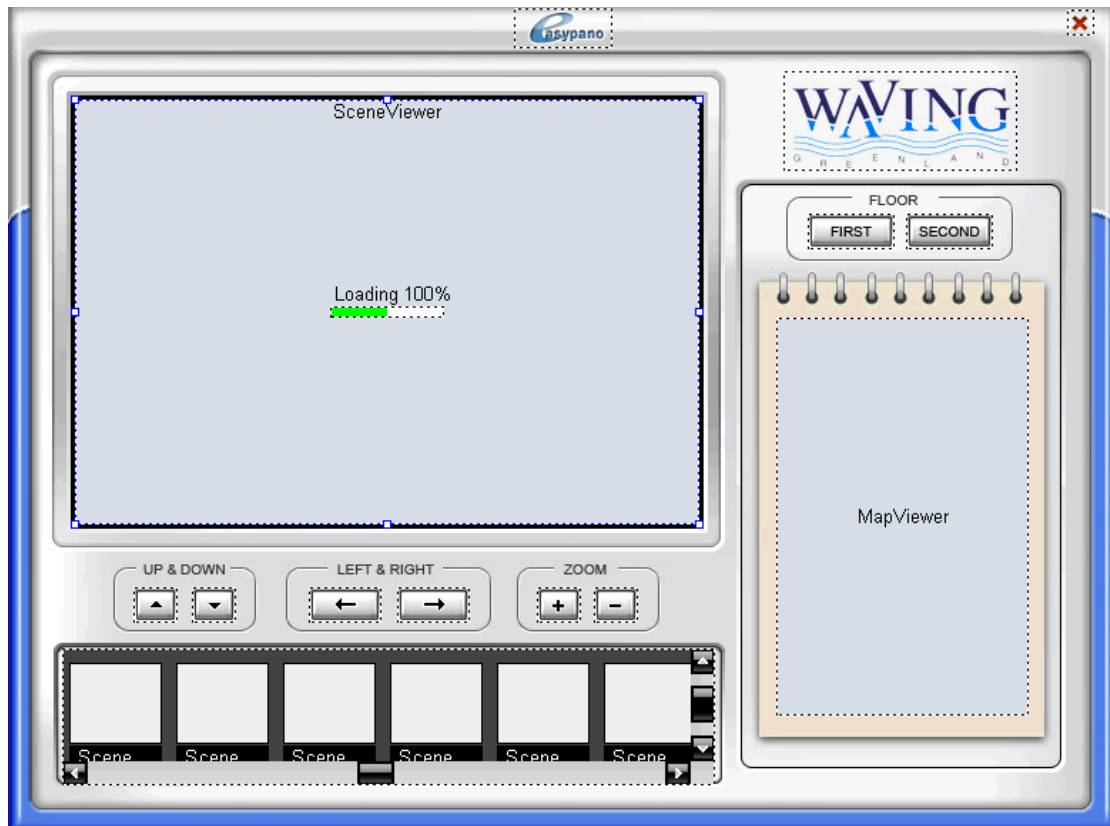 easypano
SceneViewer
WAVING
GREENLAND
FLOOR
FIRST SECOND
Loading 100%
MapViewer
UP & DOWN LEFT & RIGHT ZOOM
Scene Scene Scene Scene Scene Scene